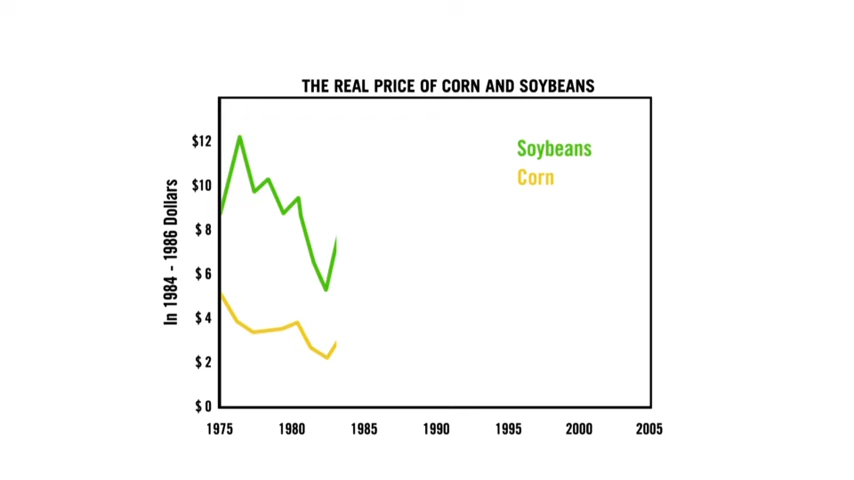 THE REAL PRICE OF CORN AND SOYBEANS
In 1984 - 1986 Dollars
$12
$10
$ 8
$ 6
$ 4
$ 2
$ 0
Soybeans
Corn
1975 1980 1985 1990 1995 2000 2005